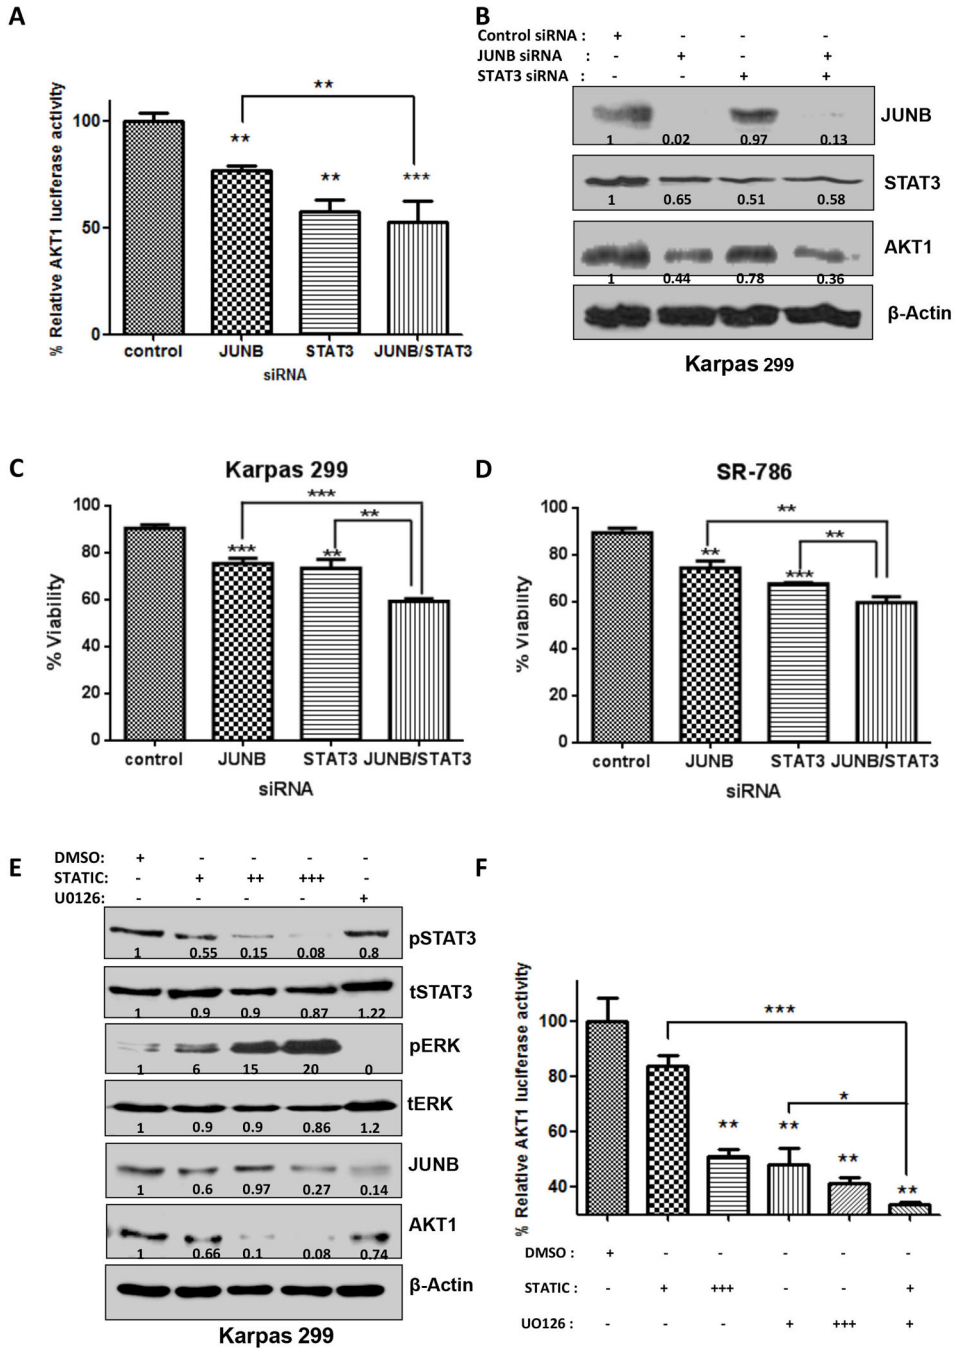 A
% Relative AKT1 luciferase activity
100
50
0
**
**
**
***
control JUNB STAT3 JUNB/STAT3
siRNA
B
Control siRNA : + - - -
JUNB siRNA : - + - +
STAT3 siRNA : - - + +
JUNB
1 0.02 0.97 0.13
STAT3
1 0.65 0.51 0.58
AKT1
1 0.44 0.78 0.36
β-Actin
Karpas 299
C
Karpas 299
% Viability
100
80
60
40
20
0
***
**
***
**
control JUNB STAT3 JUNB/STAT3
siRNA
D
SR-786
% Viability
100
80
60
40
20
0
**
**
**
***
control JUNB STAT3 JUNB/STAT3
siRNA
E
DMSO: + - - - -
STATIC: - + ++ +++ -
U0126: - - - - +
pSTAT3
1 0.55 0.15 0.08 0.8
tSTAT3
1 0.9 0.9 0.87 1.22
pERK
1 6 15 20 0
tERK
1 0.9 0.9 0.86 1.2
JUNB
1 0.6 0.97 0.27 0.14
AKT1
1 0.66 0.1 0.08 0.74
β-Actin
Karpas 299
F
% Relative AKT1 luciferase activity
100
80
60
40
***
*
** ** ** **
DMSO : + - - - - -
STATIC : - + +++ - - +
UO126 : - - - + +++ +